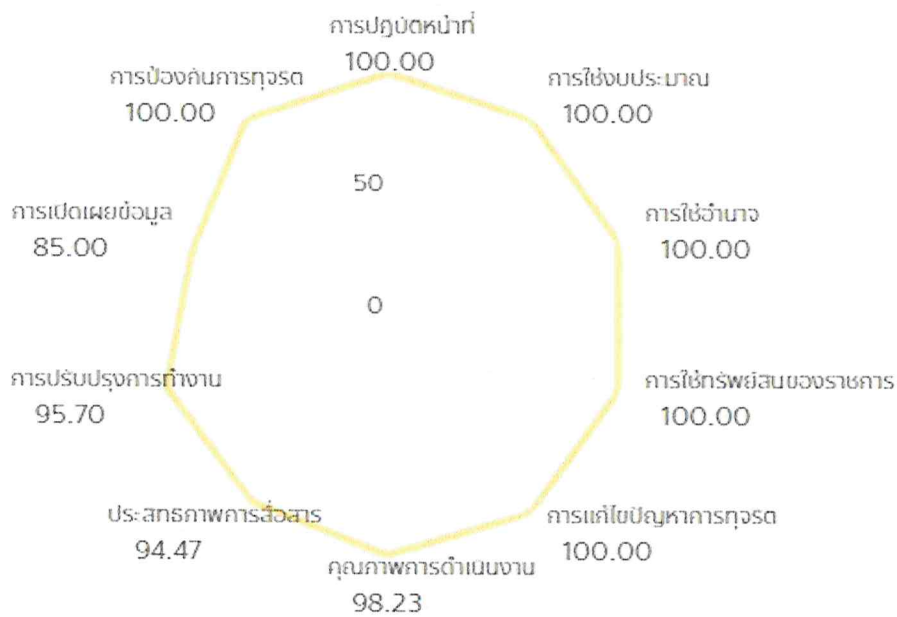 การปฏิบัติหน้าที่
100.00
การป้องกันการทุจริต
100.00
การใช้งบประมาณ
100.00
50
การเปิดเผยข้อมูล
85.00
การใช้อำนาจ
100.00
0
การปรับปรุงการทำงาน
95.70
การใช้ทรัพย์สินของราชการ
100.00
ประสิทธิภาพการสื่อสาร
94.47
การแก้ไขปัญหาการทุจริต
100.00
คุณภาพการดำเนินงาน
98.23